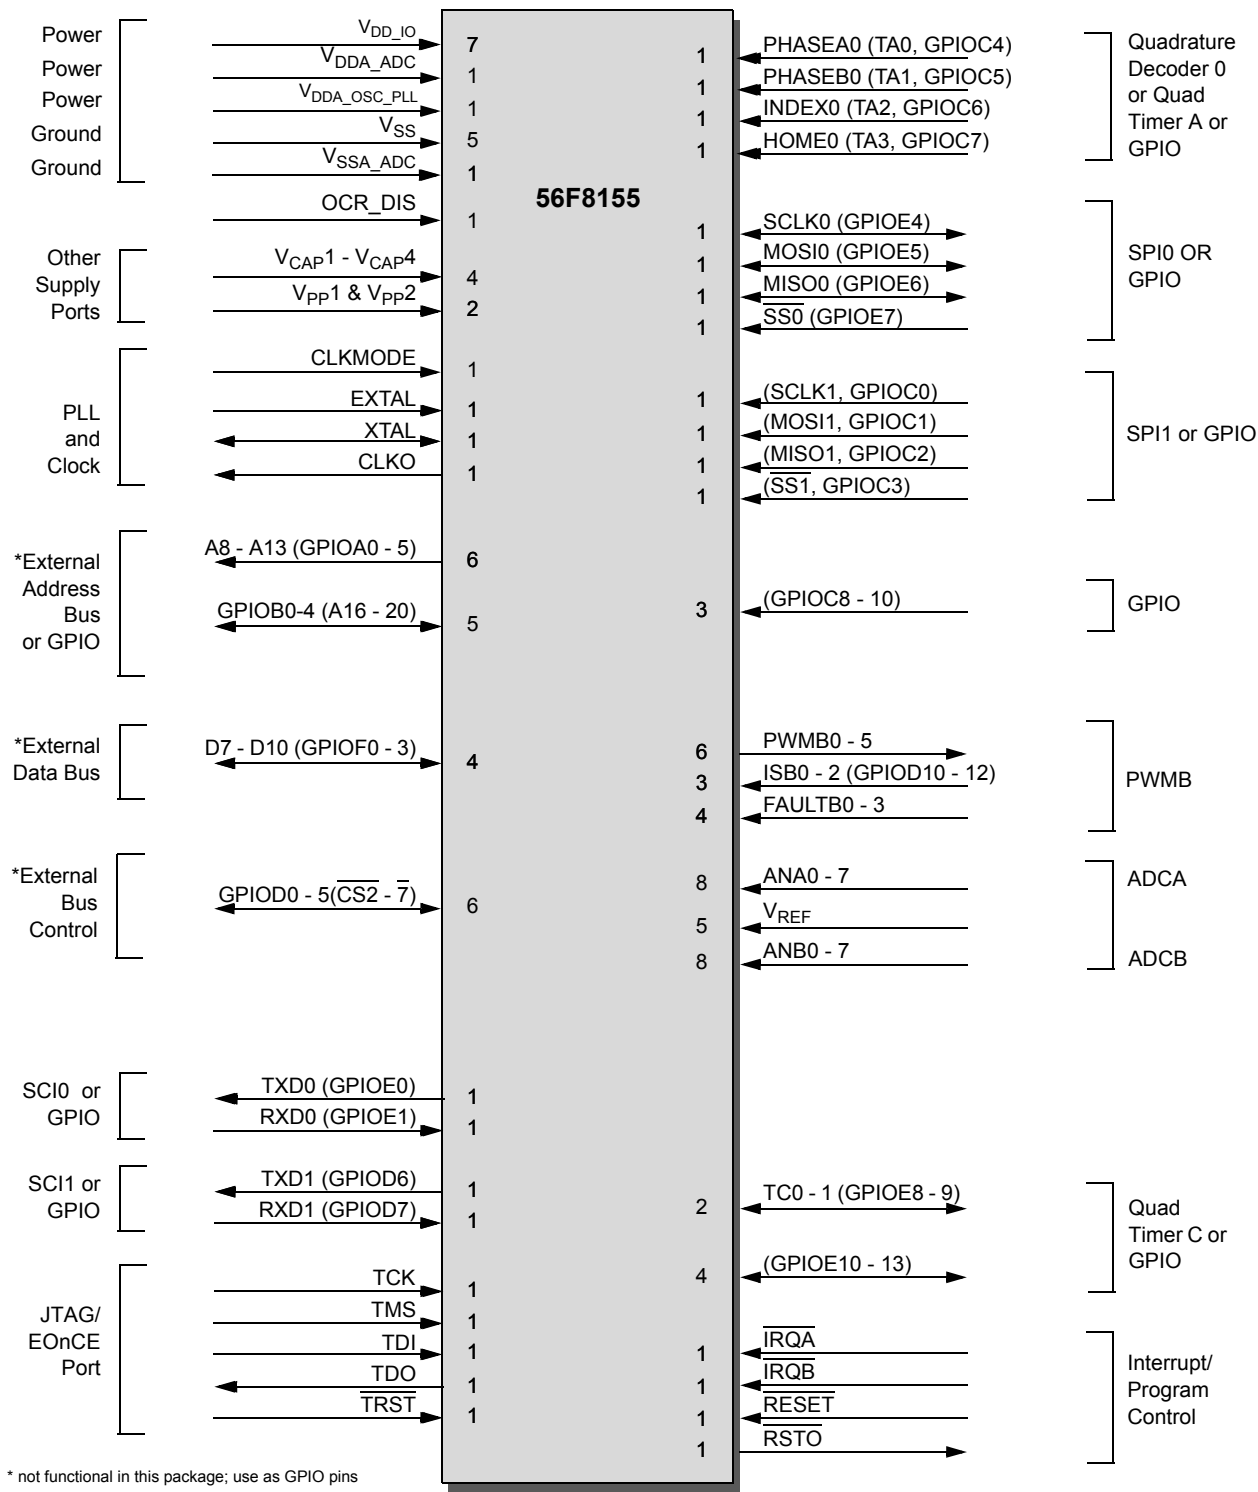 56F8155
Power
Power
Power
Ground
Ground
VDD_IO
7
VDDA_ADC
1
VDDA_OSC_PLL
1
VSS
5
VSSA_ADC
1
OCR_DIS
1
Other
Supply
Ports
VCAP1 - VCAP4
4
VPP1 & VPP2
2
PLL
and
Clock
CLKMODE
1
EXTAL
1
XTAL
1
CLKO
1
*External
Address
Bus
or GPIO
A8 - A13 (GPIOA0 - 5)
6
GPIOB0-4 (A16 - 20)
5
*External
Data Bus
D7 - D10 (GPIOF0 - 3)
4
*External
Bus
Control
GPIOD0 - 5(CS2 - 7)
6
SCI0 or
GPIO
TXD0 (GPIOE0)
1
RXD0 (GPIOE1)
1
SCI1 or
GPIO
TXD1 (GPIOD6)
1
RXD1 (GPIOD7)
1
JTAG/
EOnCE
Port
TCK
1
TMS
1
TDI
1
TDO
1
TRST
1
1
PHASEA0 (TA0, GPIOC4)
1
PHASEB0 (TA1, GPIOC5)
1
INDEX0 (TA2, GPIOC6)
1
HOME0 (TA3, GPIOC7)
Quadrature
Decoder 0
or Quad
Timer A or
GPIO
1
SCLK0 (GPIOE4)
1
MOSI0 (GPIOE5)
1
MISO0 (GPIOE6)
1
SS0 (GPIOE7)
SPI0 OR
GPIO
1
(SCLK1, GPIOC0)
1
(MOSI1, GPIOC1)
1
(MISO1, GPIOC2)
1
(SS1, GPIOC3)
SPI1 or GPIO
3
(GPIOC8 - 10)
GPIO
6
PWMB0 - 5
3
ISB0 - 2 (GPIOD10 - 12)
4
FAULTB0 - 3
PWMB
8
ANA0 - 7
5
VREF
8
ANB0 - 7
ADCA
ADCB
2
TC0 - 1 (GPIOE8 - 9)
4
(GPIOE10 - 13)
Quad
Timer C or
GPIO
1
IRQA
1
IRQB
1
RESET
1
RSTO
Interrupt/
Program
Control
* not functional in this package; use as GPIO pins